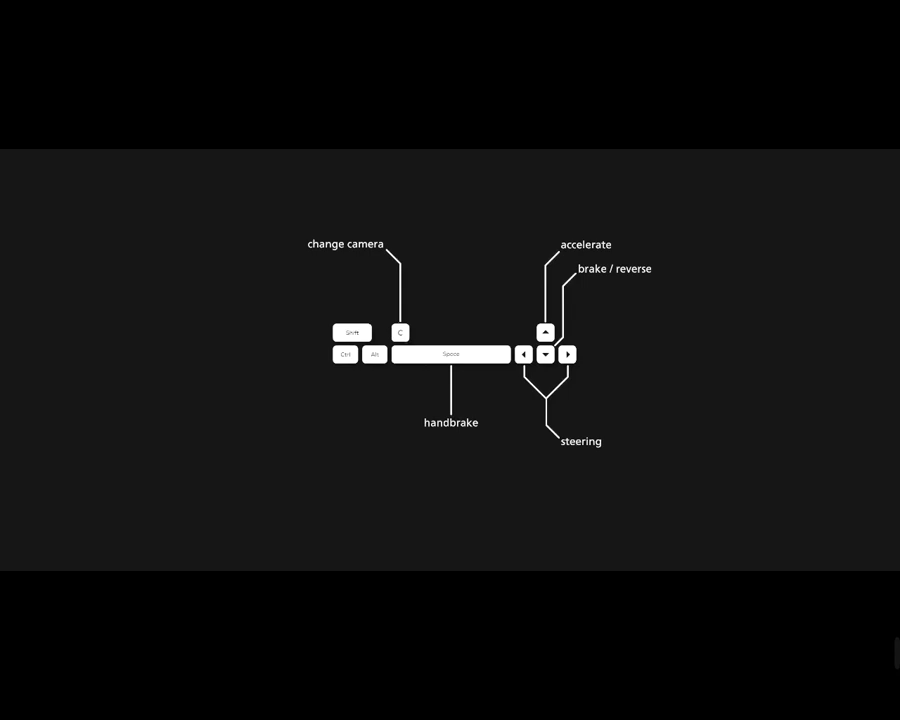 change camera
accelerate
brake / reverse
Shift
C
Ctrl
Alt
Space
handbrake
steering